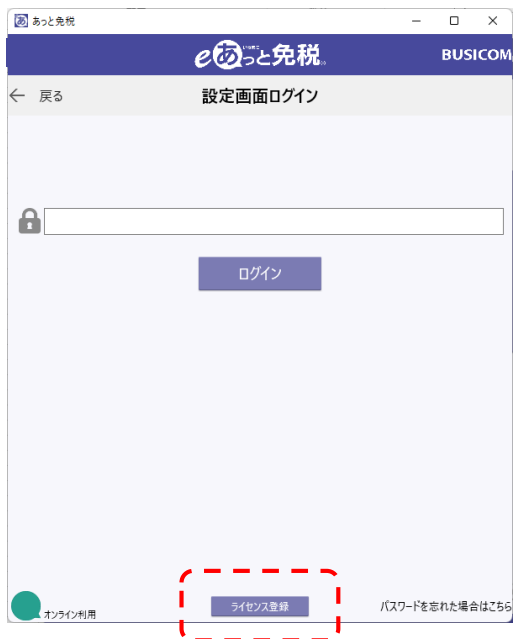 あ あっと免税
eあっと免税
BUSICOM
← 戻る
設定画面ログイン
ログイン
オンライン利用
ライセンス登録
パスワードを忘れた場合はこちら